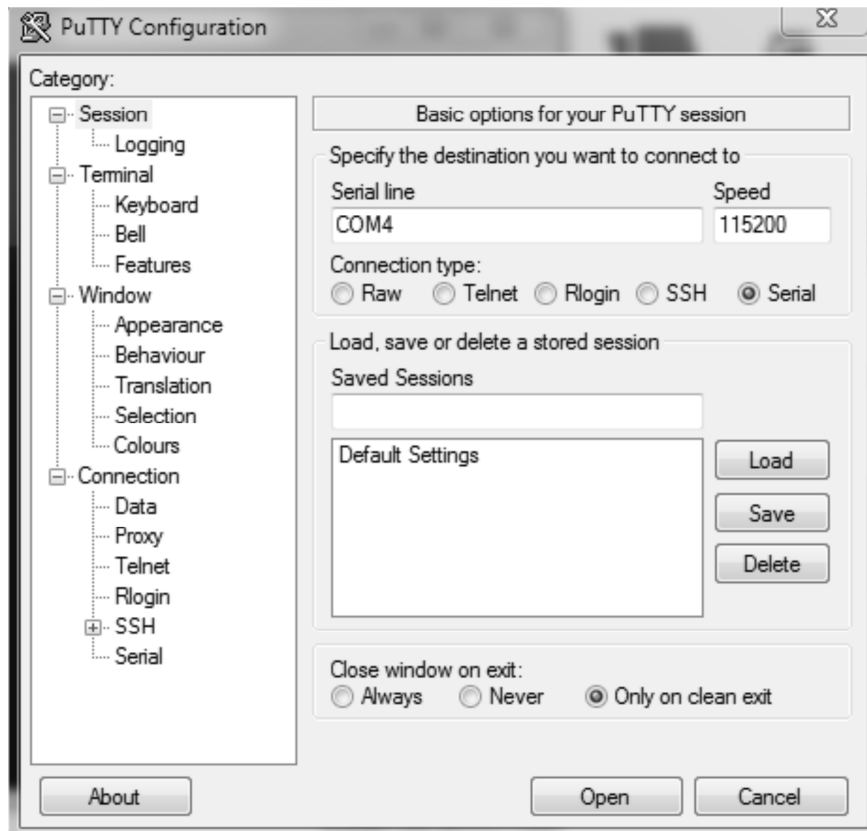 PuTTY Configuration
Category:
Session
Logging
Terminal
Keyboard
Bell
Features
Window
Appearance
Behaviour
Translation
Selection
Colours
Connection
Data
Proxy
Telnet
Rlogin
SSH
Serial
Basic options for your PuTTY session
Specify the destination you want to connect to
Serial line Speed
COM4 115200
Connection type:
Raw Telnet Rlogin SSH Serial
Load, save or delete a stored session
Saved Sessions
Default Settings
Load
Save
Delete
Close window on exit:
Always Never Only on clean exit
About Open Cancel